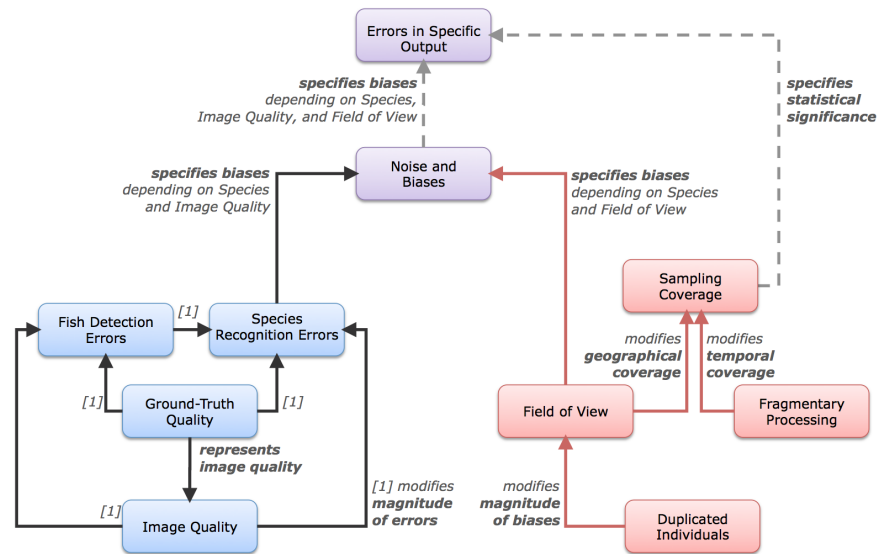 Errors in Specific
Output
specifies biases
depending on Species,
Image Quality, and Field of View
specifies
statistical
significance
Noise and
Biases
specifies biases
depending on Species
and Image Quality
specifies biases
depending on Species
and Field of View
Sampling
Coverage
Fish Detection
Errors
[1]
Species
Recognition Errors
modifies
geographical
coverage
modifies
temporal
coverage
[1]
Ground-Truth
Quality
[1]
Field of View
Fragmentary
Processing
represents
image quality
[1]
Image Quality
[1] modifies
magnitude
of errors
modifies
magnitude
of biases
Duplicated
Individuals